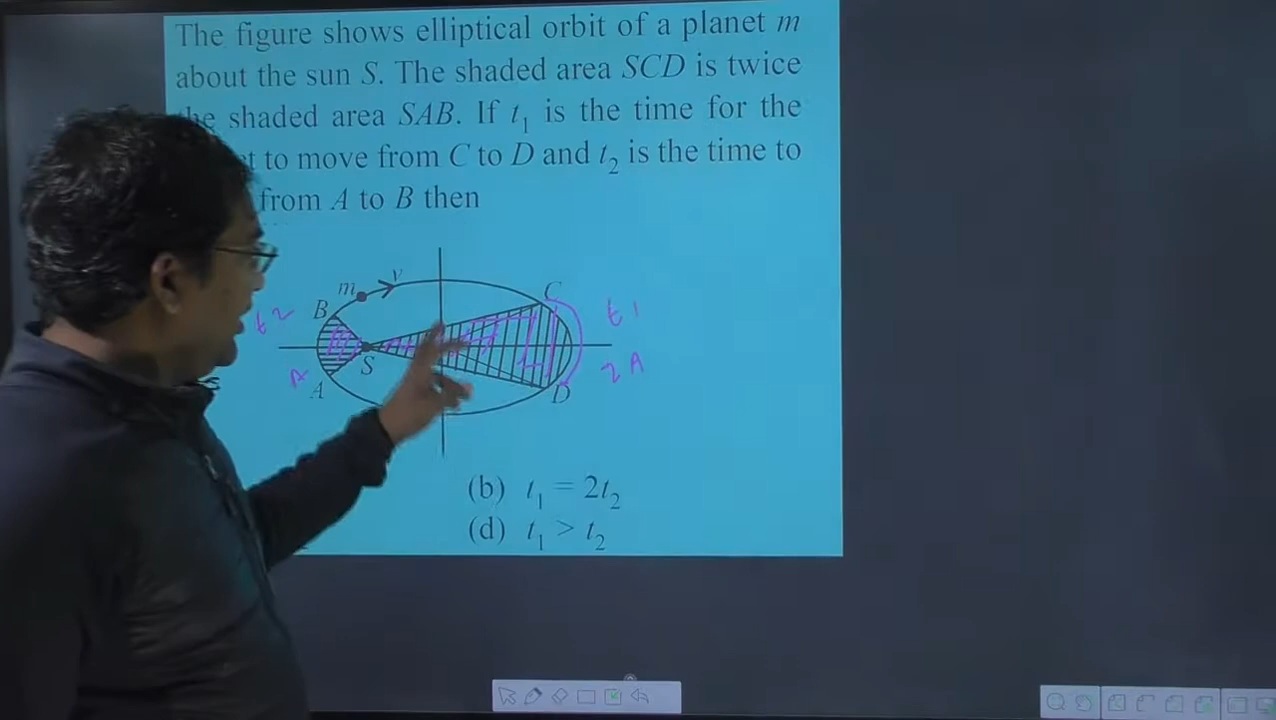 The figure shows elliptical orbit of a planet m
about the sun S. The shaded area SCD is twice
the shaded area SAB. If t₁ is the time for the
to move from C to D and t₂ is the time to
from A to B then
v
m
C
B
t2
t1
S
A
2A
A
D
(b) t₁ = 2t₂
(d) t₁ > t₂